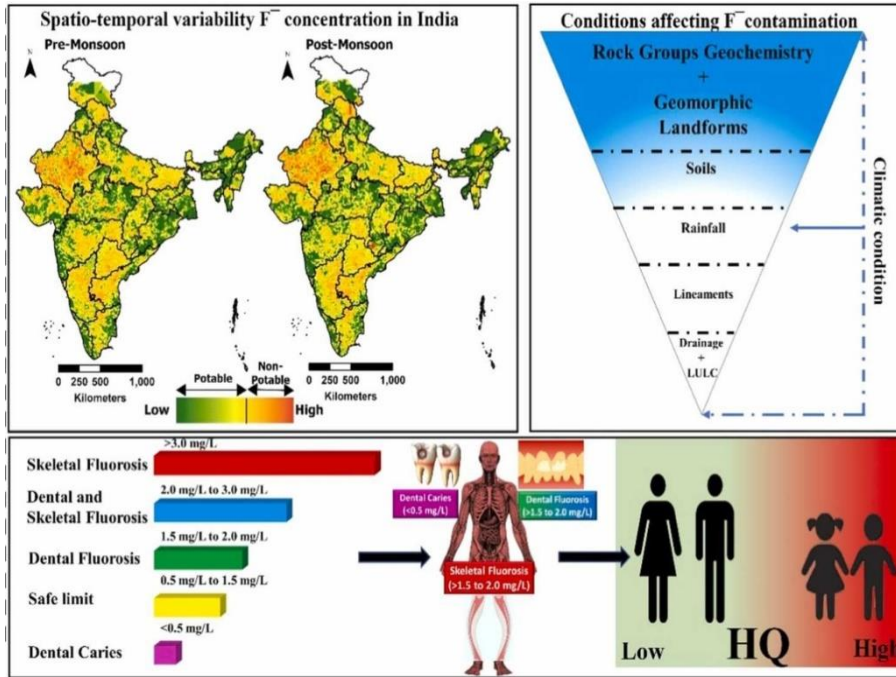 Spatio-temporal variability F⁻ concentration in India
Pre-Monsoon
Post-Monsoon
N
N
0 250 500 1,000
Kilometers
0 250 500 1,000
Kilometers
Potable
Non-
Potable
Low
High
Conditions affecting F⁻ contamination
Rock Groups Geochemistry
+
Geomorphic
Landforms
Soils
Rainfall
Lineaments
Drainage
+
LULC
Climatic condition
>3.0 mg/L
Skeletal Fluorosis
2.0 mg/L to 3.0 mg/L
Dental and
Skeletal Fluorosis
1.5 mg/L to 2.0 mg/L
Dental Fluorosis
0.5 mg/L to 1.5 mg/L
Safe limit
<0.5 mg/L
Dental Caries
Dental Caries
(<0.5 mg/L)
Dental Fluorosis
(>1.5 to 2.0 mg/L)
Skeletal Fluorosis
(>1.5 to 2.0 mg/L)
Low
HQ
High